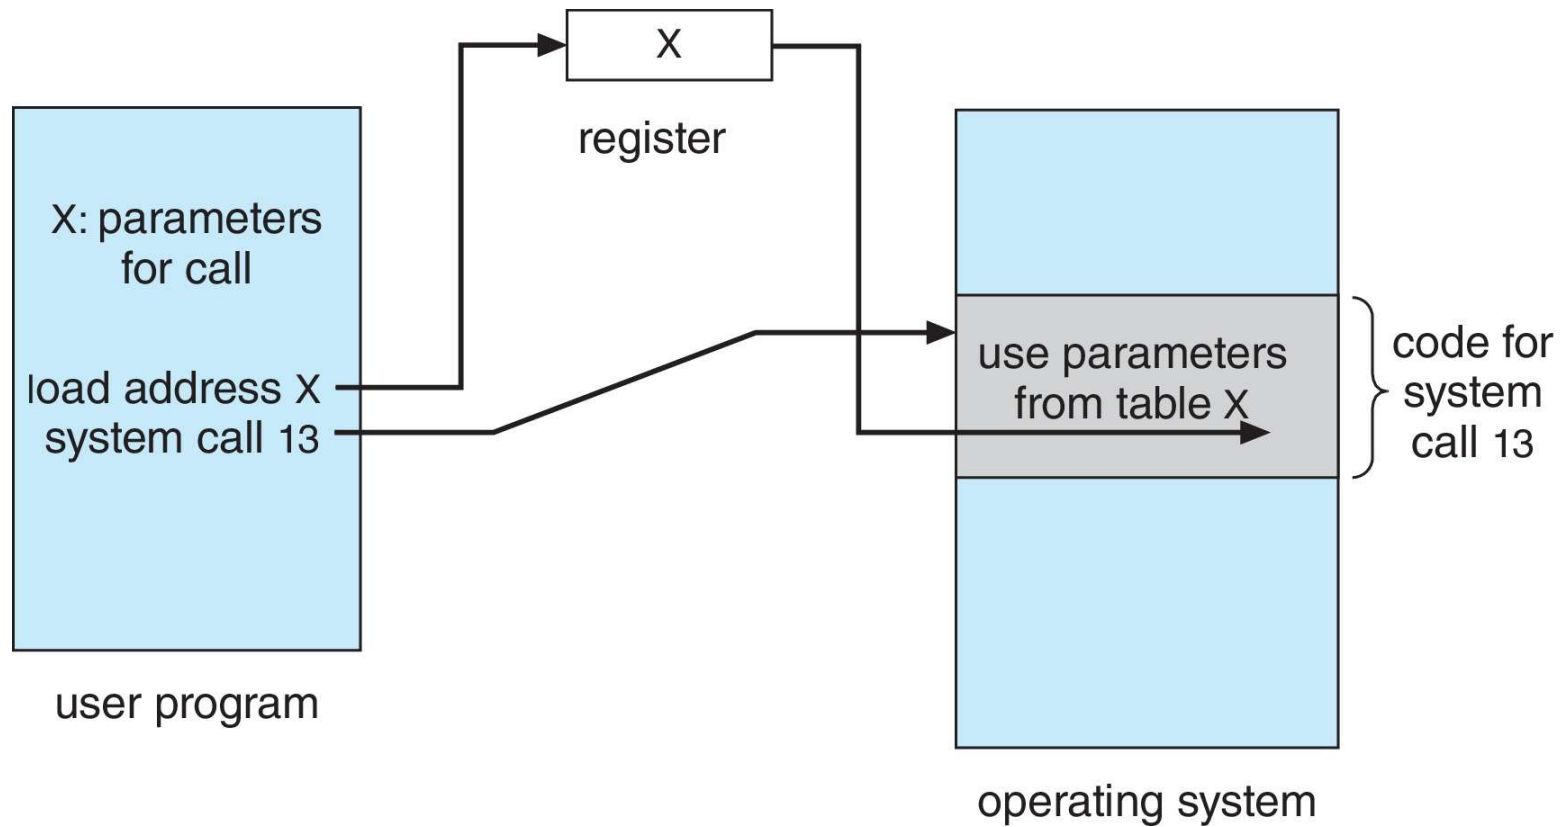 X
register
X: parameters
for call
load address X
system call 13
user program
use parameters
from table X
code for
system
call 13
operating system